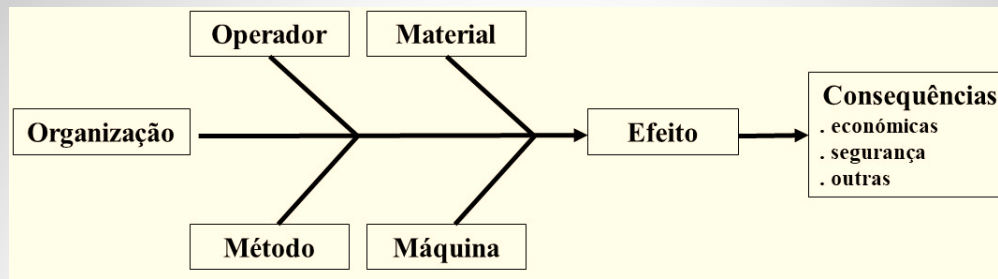 Operador
Material
Organização
Efeito
Consequências
. económicas
. segurança
. outras
Método
Máquina